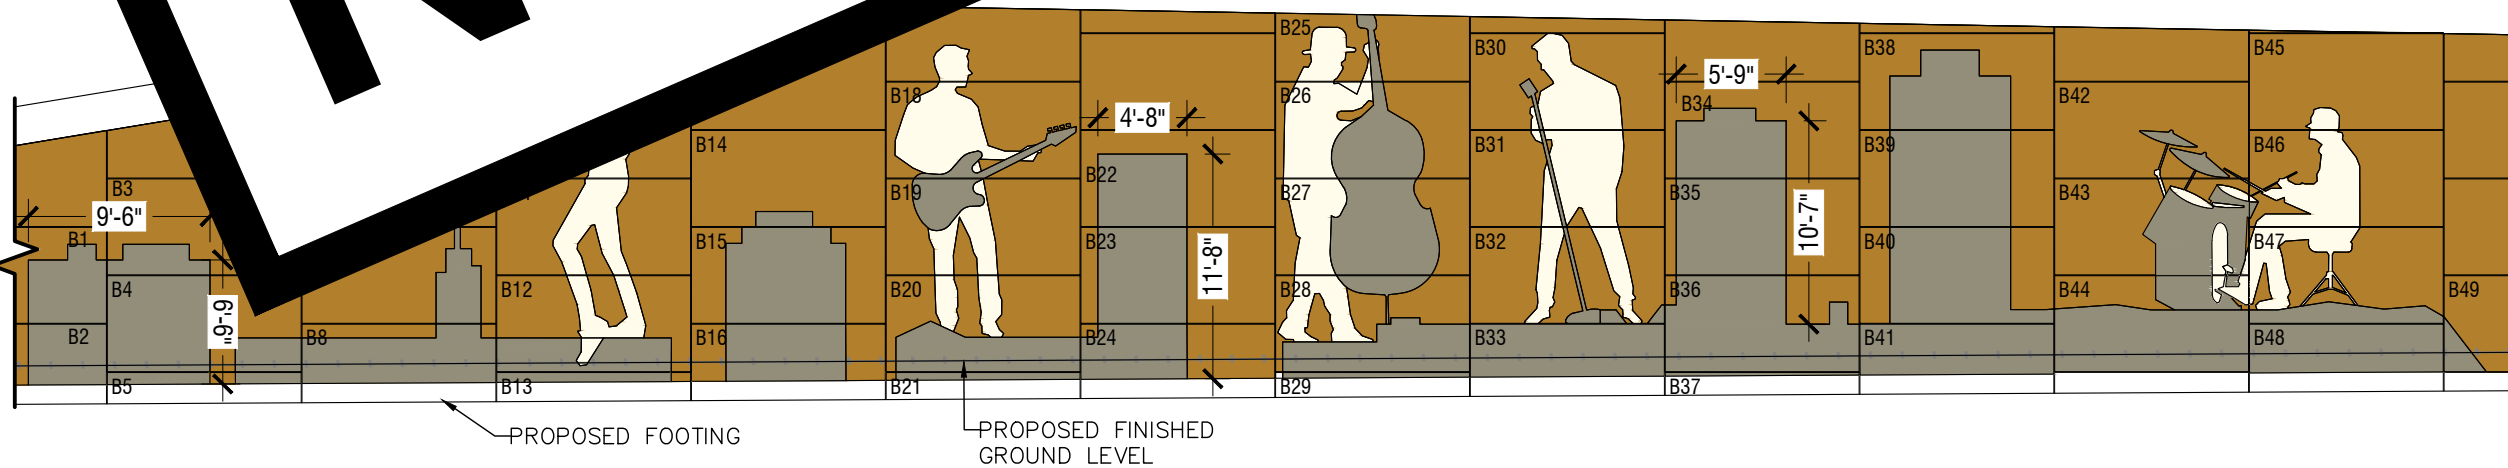 B25
B30
B38
B45
5'-9"
B34
B18
B26
B42
4'-8"
B14
B31
B39
B46
B3
B22
B19
B27
B35
B43
9'-6"
10'-7"
B1
B15
B23
B32
B40
B47
11'-8"
B4
B12
B20
B28
B36
B44
B49
9'-9"
B2
B8
B16
B24
B33
B41
B48
B5
B13
B21
B29
B37
PROPOSED FOOTING
PROPOSED FINISHED
GROUND LEVEL